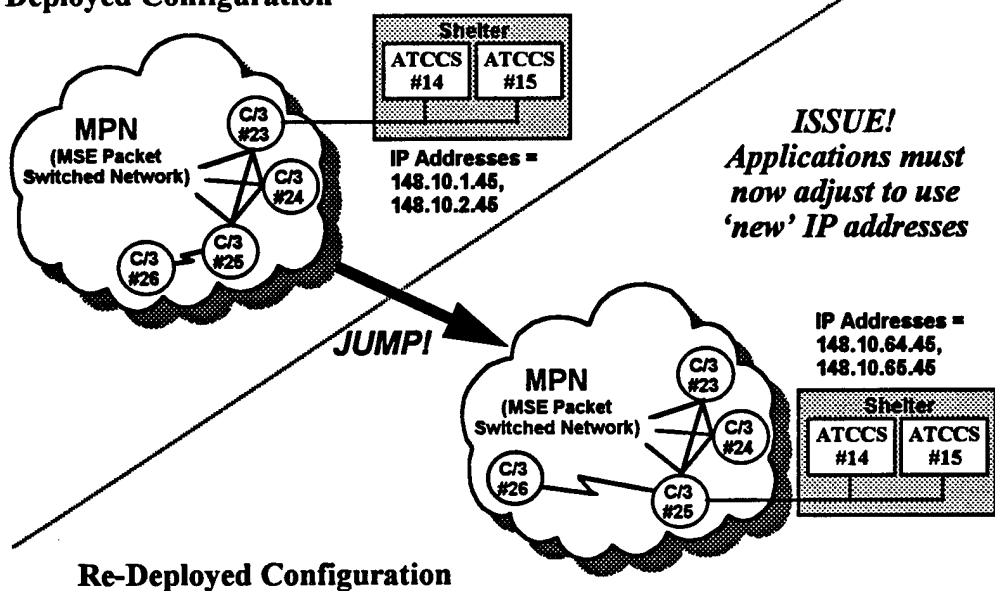 Deployed Configuration
Shelter
ATCCS
#14
ATCCS
#15
C/3
#23
MPN
(MSE Packet
Switched Network)
C/3
#24
C/3
#25
C/3
#26
IP Addresses =
148.10.1.45,
148.10.2.45
ISSUE!
Applications must
now adjust to use
‘new’ IP addresses
JUMP!
IP Addresses =
148.10.64.45,
148.10.65.45
MPN
(MSE Packet
Switched Network)
C/3
#23
C/3
#24
C/3
#26
C/3
#25
Shelter
ATCCS
#14
ATCCS
#15
Re-Deployed Configuration